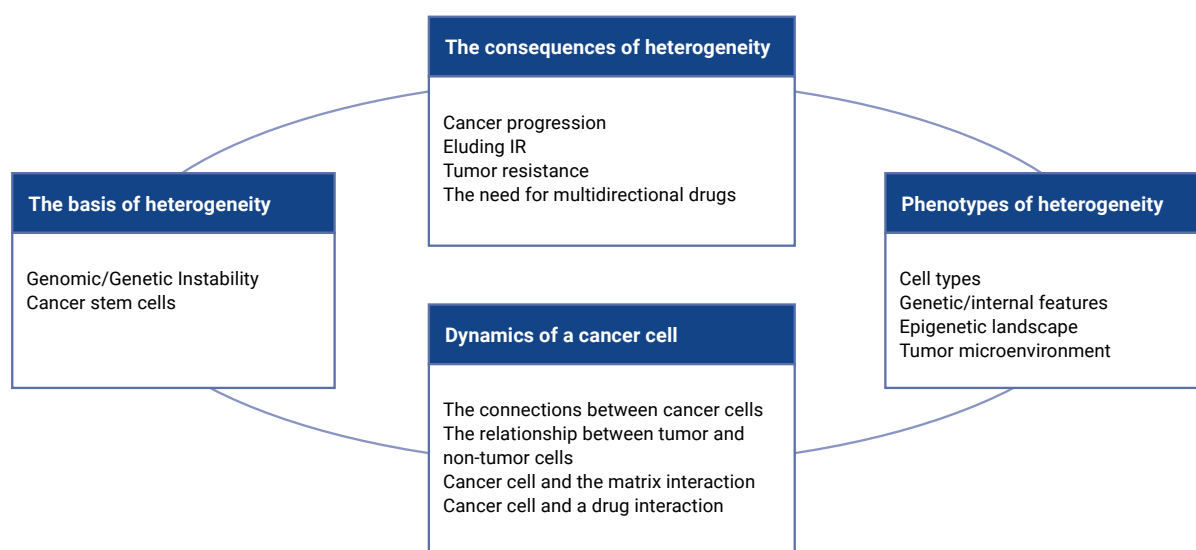 The consequences of heterogeneity
Cancer progression
Eluding IR
Tumor resistance
The need for multidirectional drugs
The basis of heterogeneity
Genomic/Genetic Instability
Cancer stem cells
Phenotypes of heterogeneity
Cell types
Genetic/internal features
Epigenetic landscape
Tumor microenvironment
Dynamics of a cancer cell
The connections between cancer cells
The relationship between tumor and
non-tumor cells
Cancer cell and the matrix interaction
Cancer cell and a drug interaction